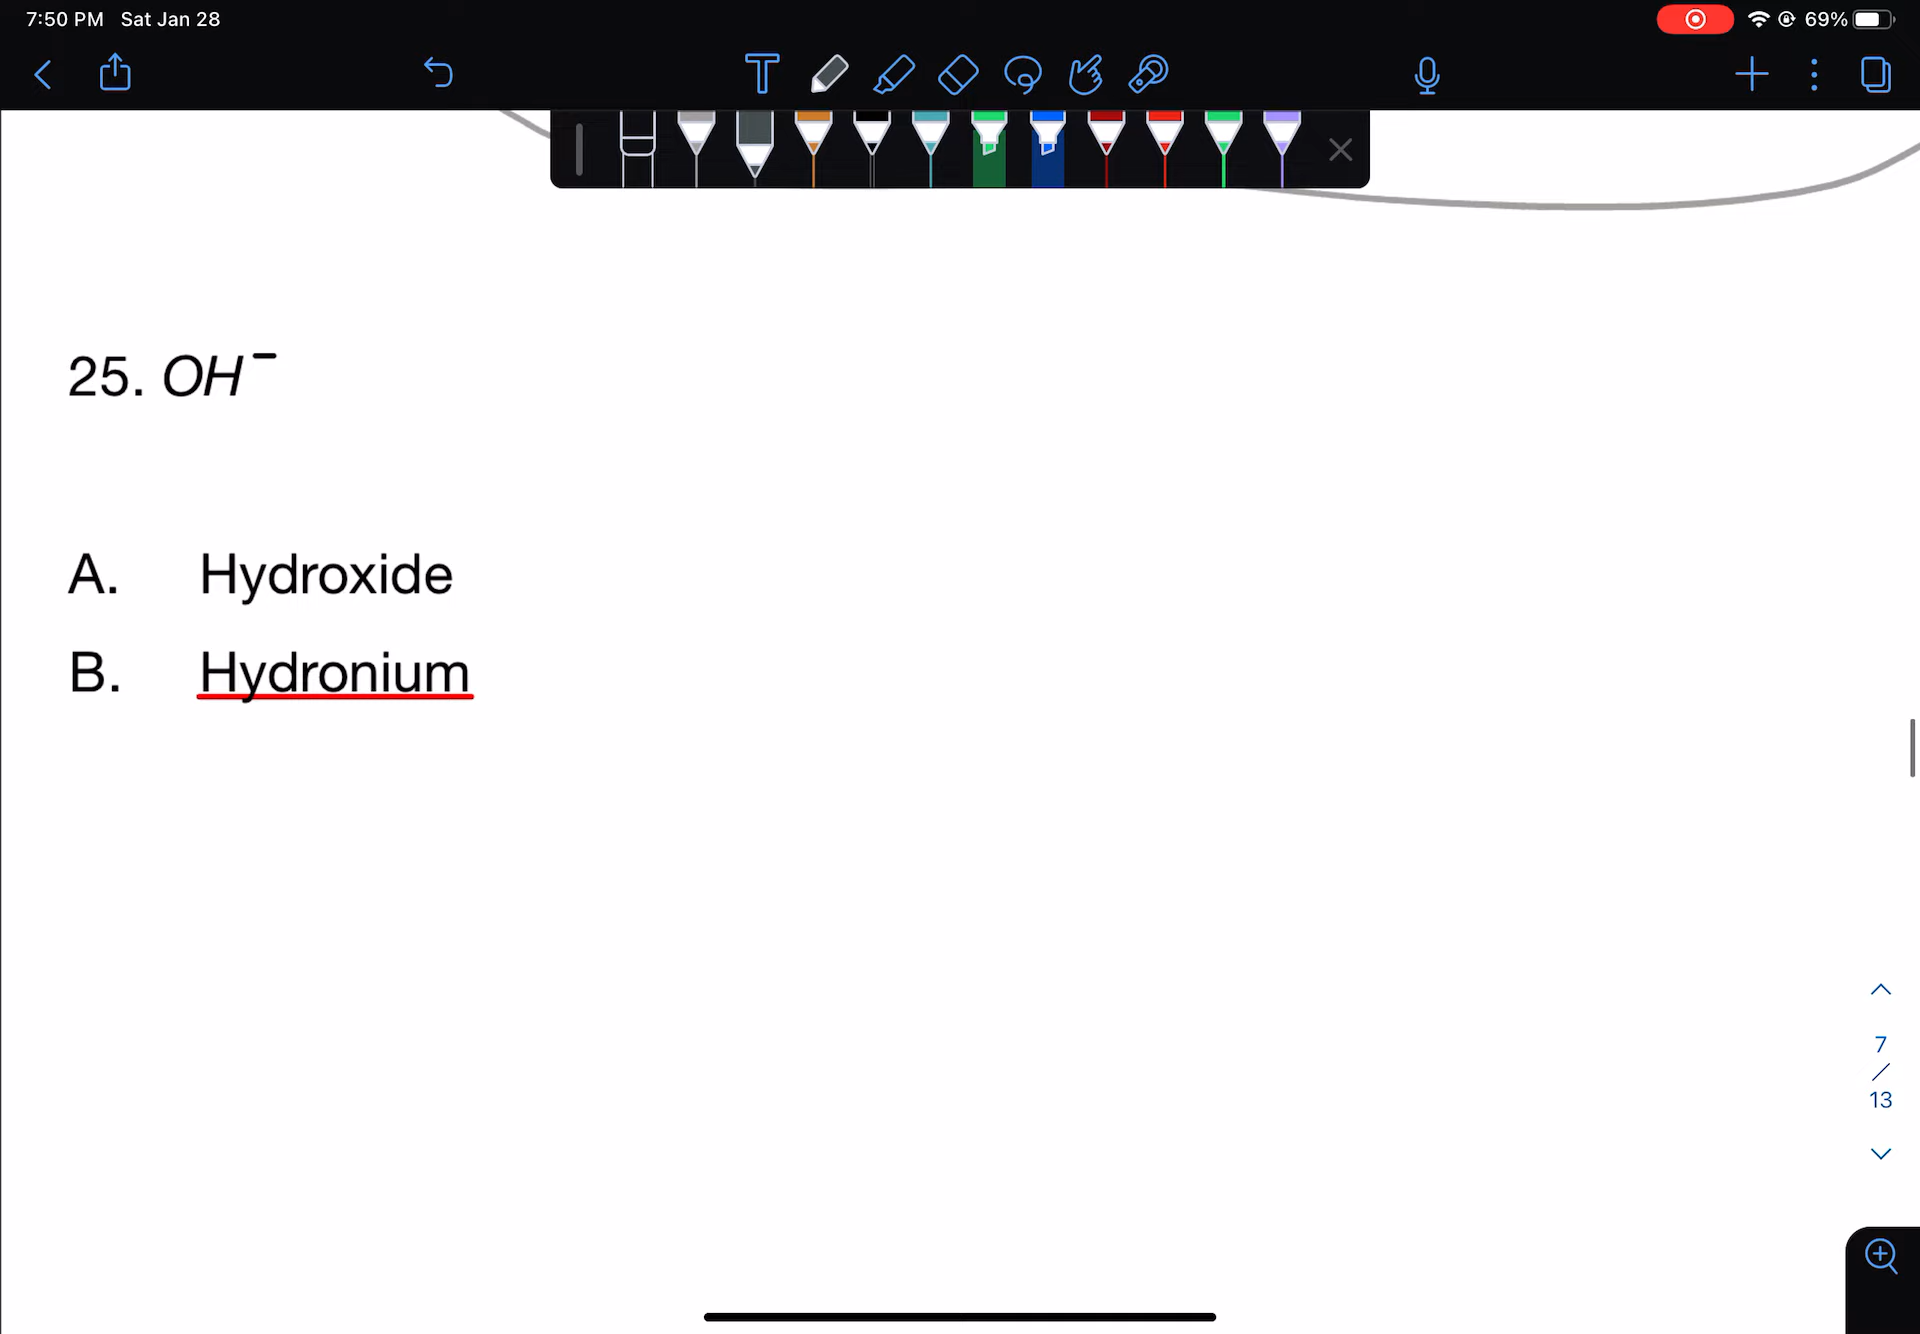 7:50 PM Sat Jan 28
69%
25. OH⁻
A. Hydroxide
B. Hydronium
7
/
13